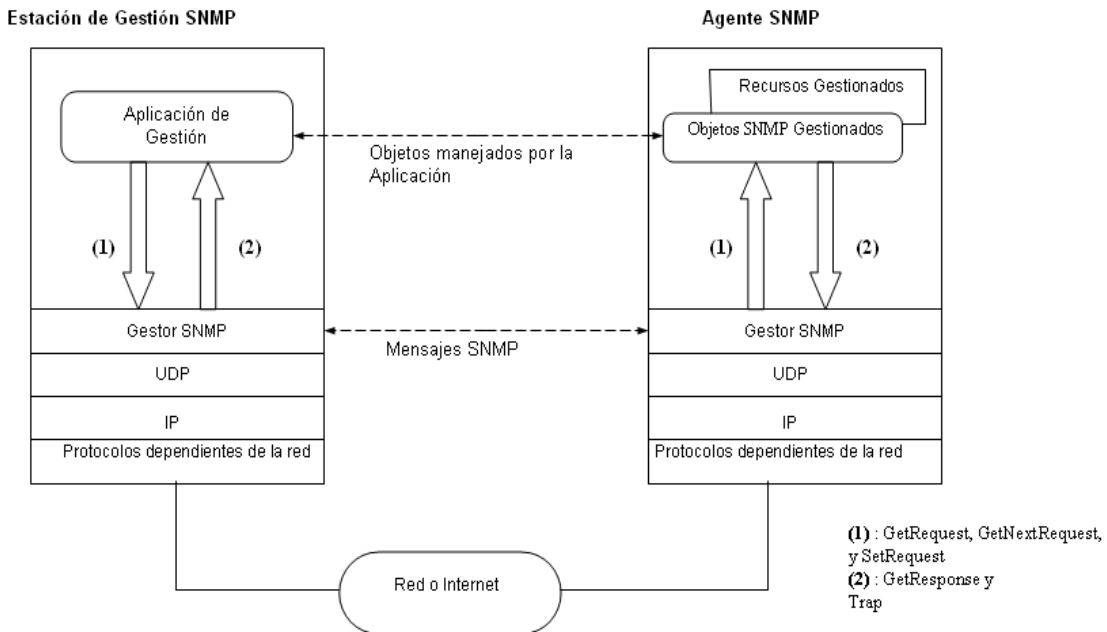 Estación de Gestión SNMP
Agente SNMP
Aplicación de
Gestión
Recursos Gestionados
Objetos SNMP Gestionados
Objetos manejados por la
Aplicación
(1)
(2)
(1)
(2)
Gestor SNMP
Mensajes SNMP
Gestor SNMP
UDP
UDP
IP
IP
Protocolos dependientes de la red
Protocolos dependientes de la red
Red o Internet
(1) : GetRequest, GetNextRequest,
y SetRequest
(2) : GetResponse y
Trap